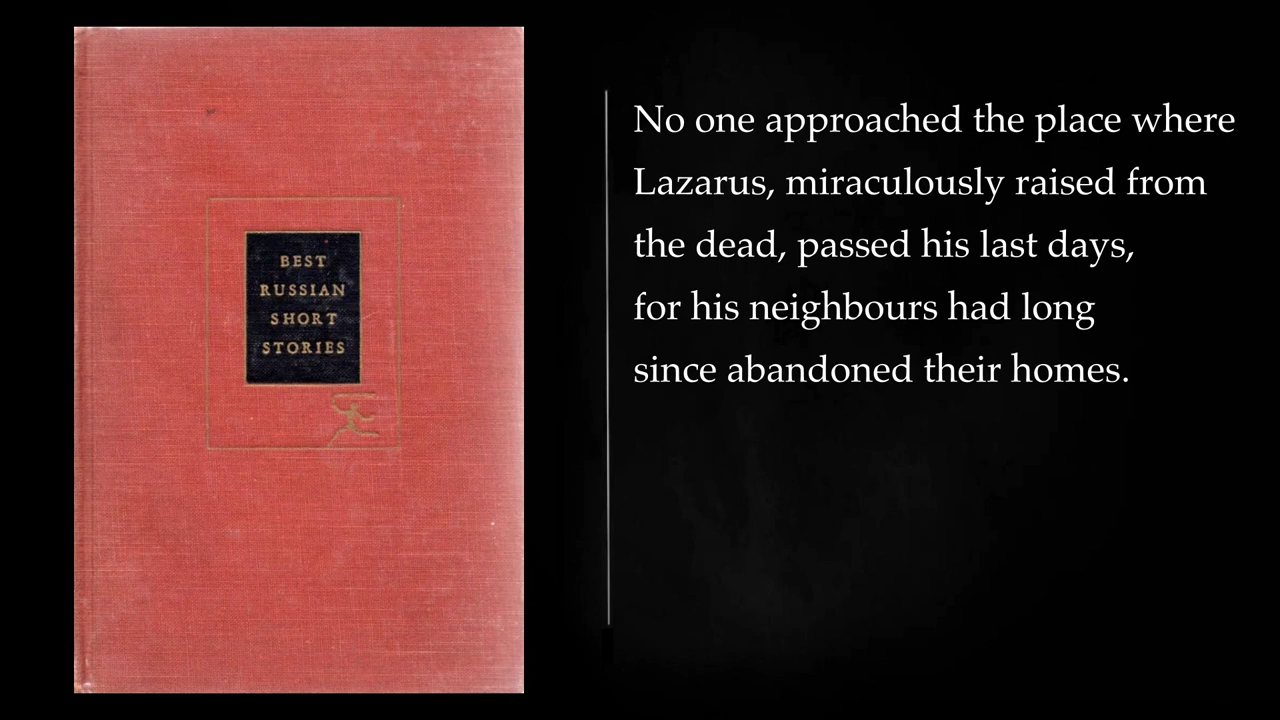 BEST
RUSSIAN
SHORT
STORIES
No one approached the place where
Lazarus, miraculously raised from
the dead, passed his last days,
for his neighbours had long
since abandoned their homes.